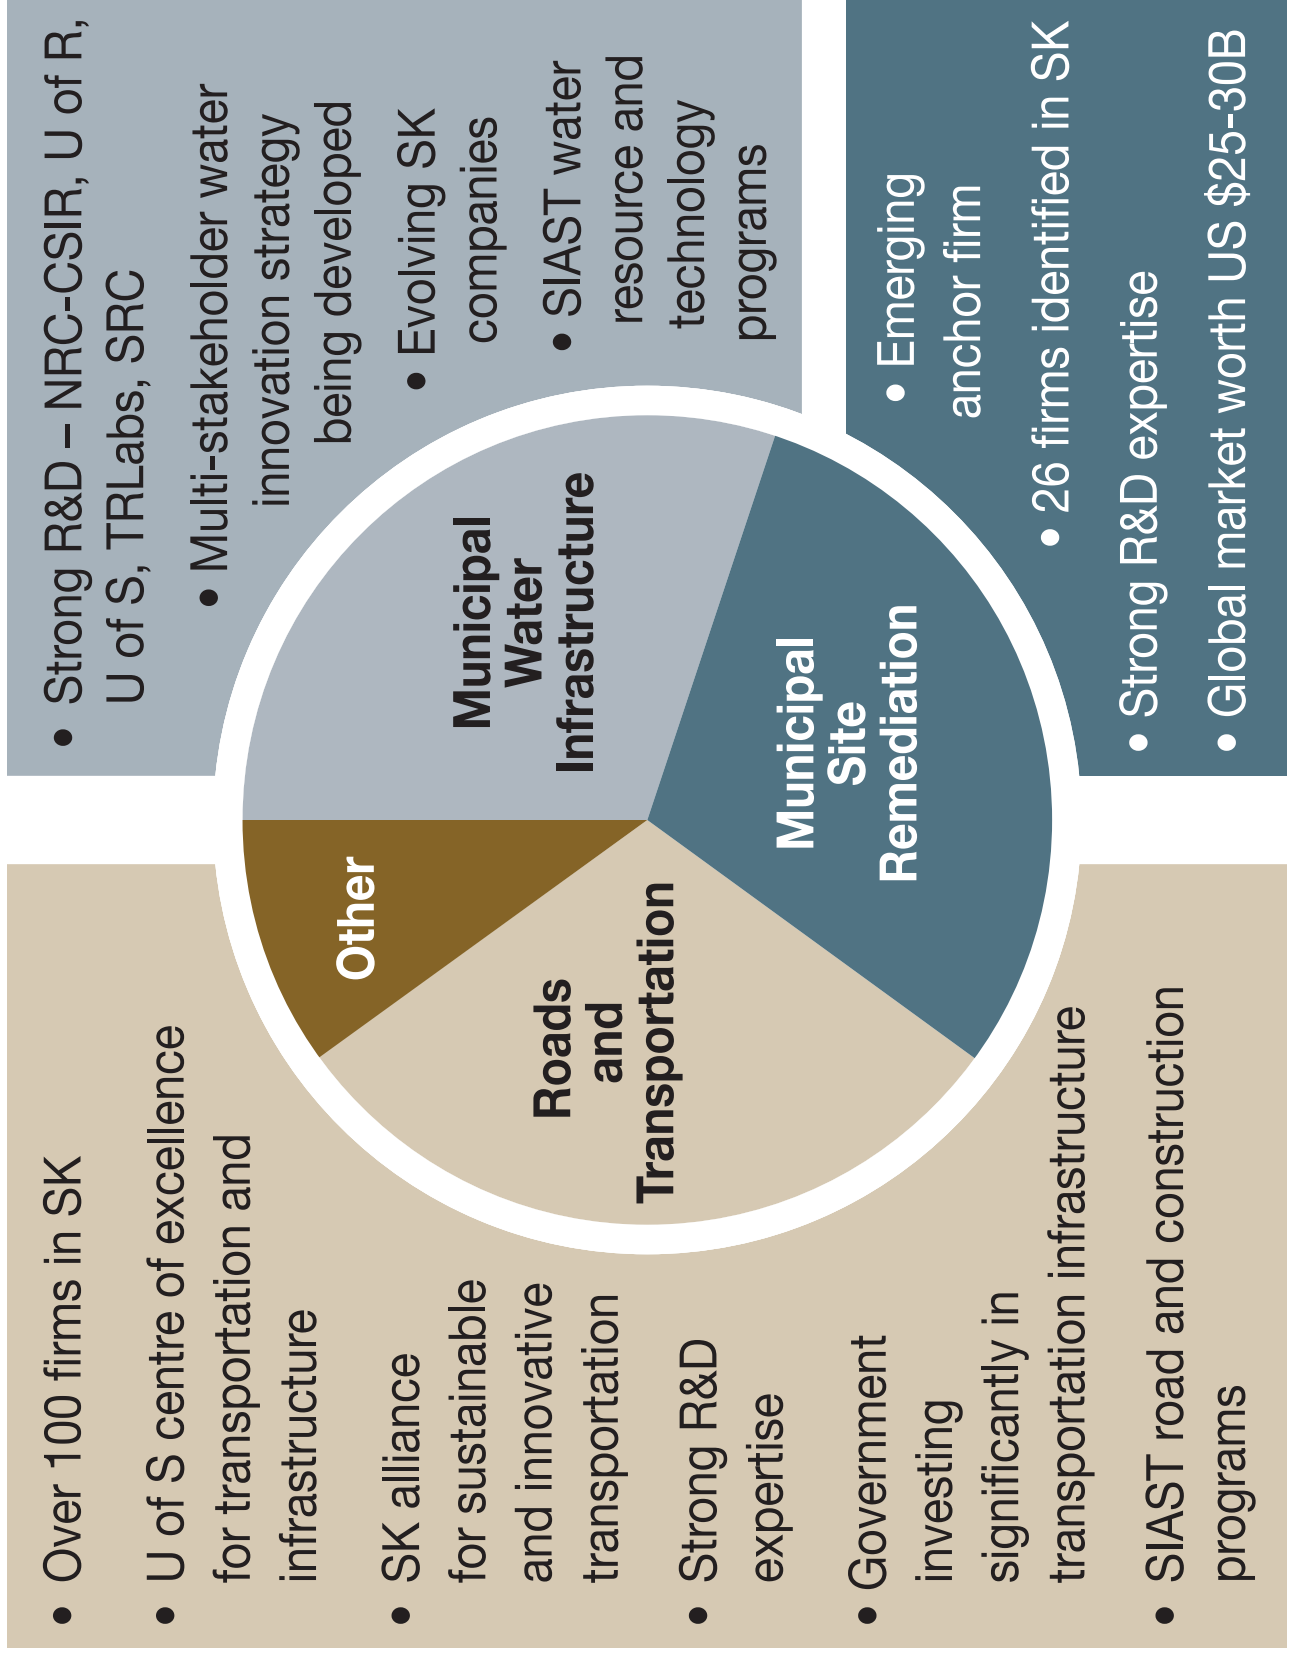 • Over 100 firms in SK
• U of S centre of excellence
for transportation and
infrastructure
• SK alliance
for sustainable
and innovative
transportation
• Strong R&D
expertise
• Government
investing
significantly in
transportation infrastructure
• SIAST road and construction
programs
Other
Roads
and
Transportation
Municipal
Water
Infrastructure
Municipal
Site
Remediation
• Strong R&D – NRC-CSIR, U of R,
U of S, TRLabs, SRC
• Multi-stakeholder water
innovation strategy
being developed
• Evolving SK
companies
• SIAST water
resource and
technology
programs
• Emerging
anchor firm
• 26 firms identified in SK
• Strong R&D expertise
• Global market worth US $25-30B